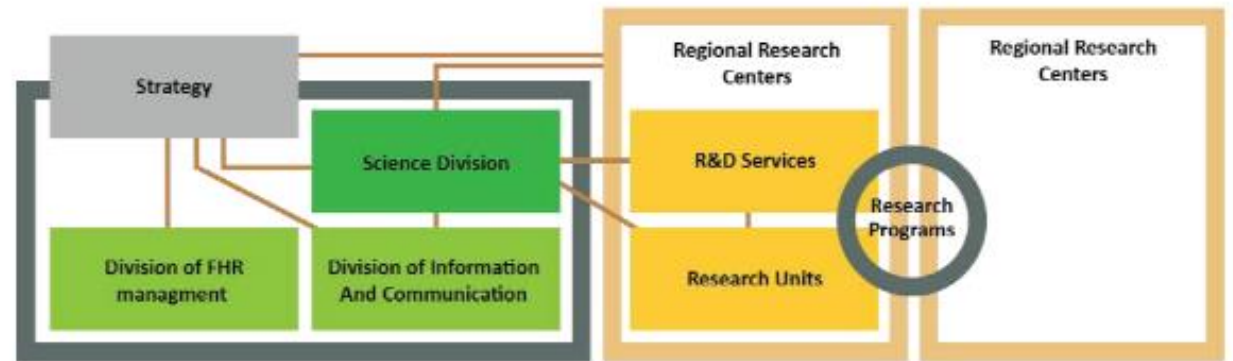 Strategy
Science Division
Division of FHR
managment
Division of Information
And Communication
Regional Research
Centers
R&D Services
Research Units
Research
Programs
Regional Research
Centers